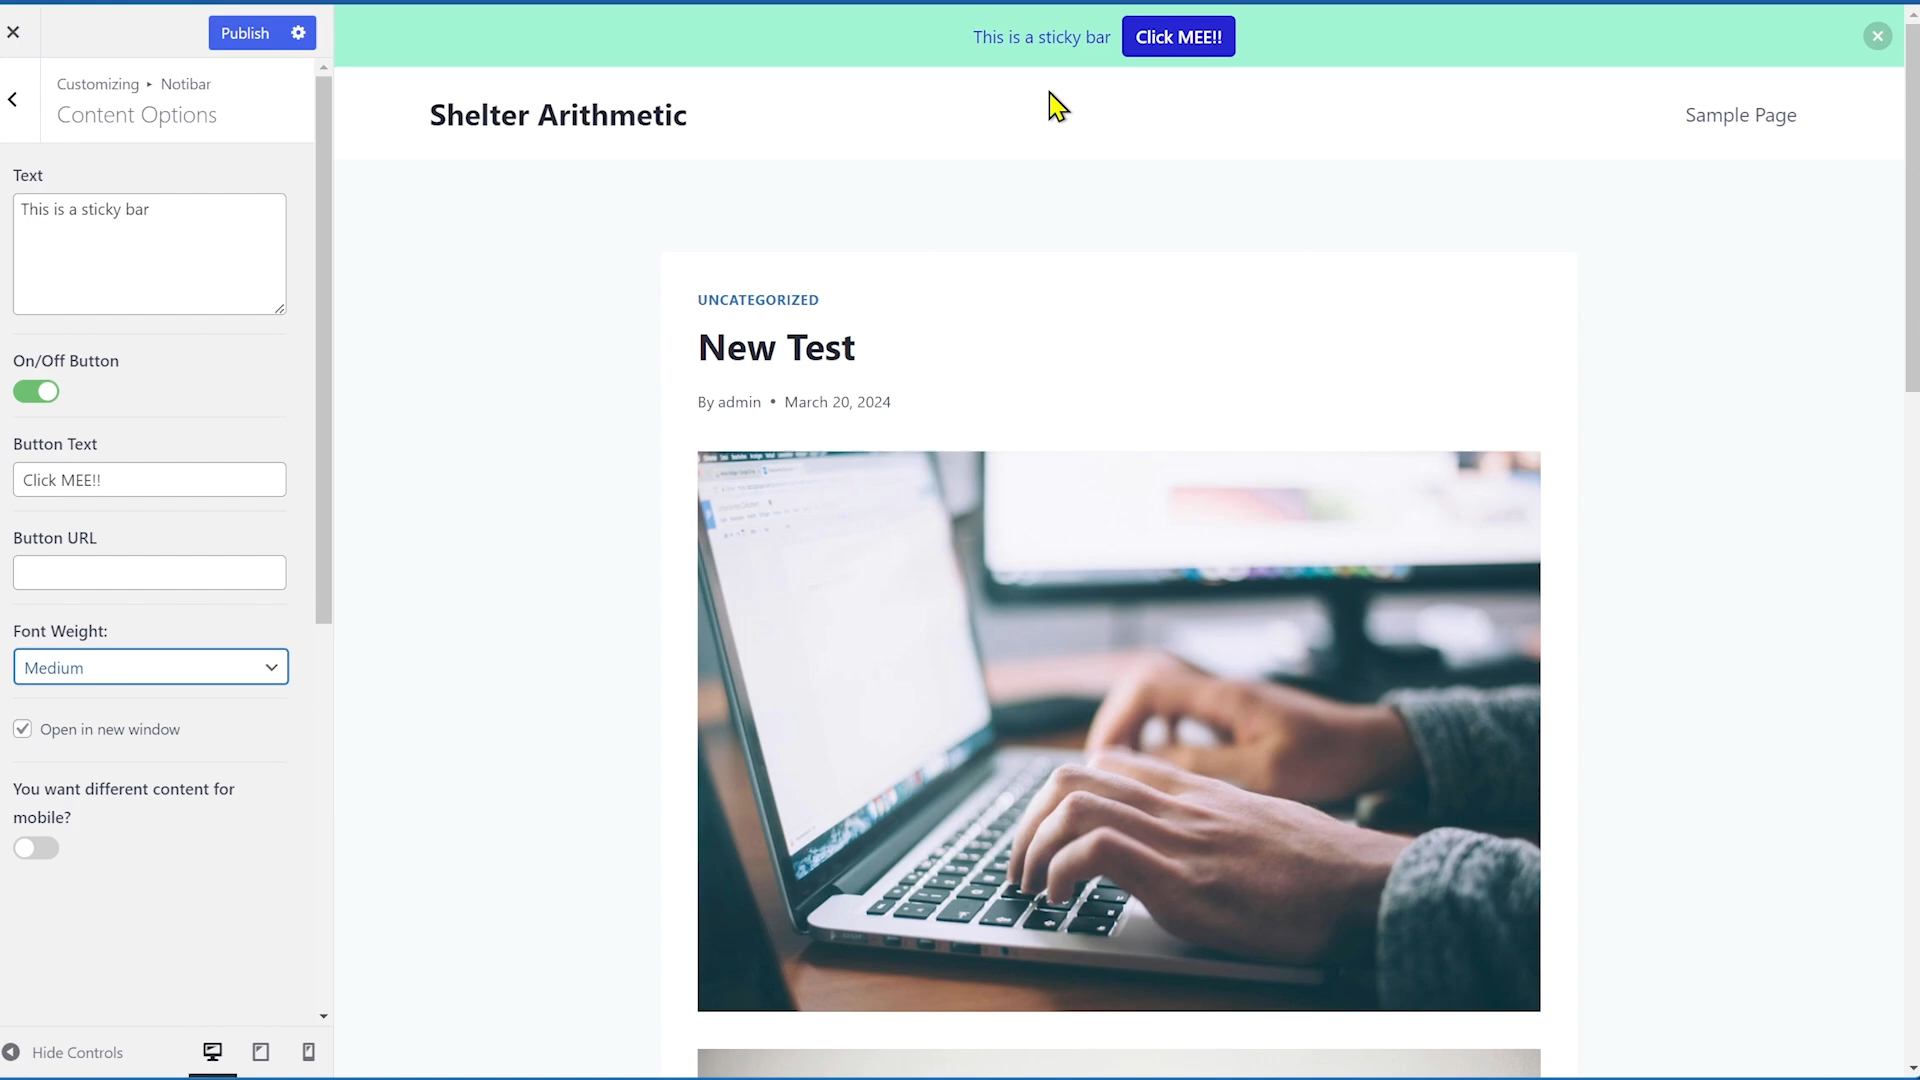 Publish
Customizing ▸ Notibar
Content Options
Text
This is a sticky bar
On/Off Button
Button Text
Click MEE!!
Button URL
Font Weight:
Medium
Open in new window
You want different content for
mobile?
Hide Controls
This is a sticky bar
Click MEE!!
Shelter Arithmetic
Sample Page
UNCATEGORIZED
New Test
By admin • March 20, 2024